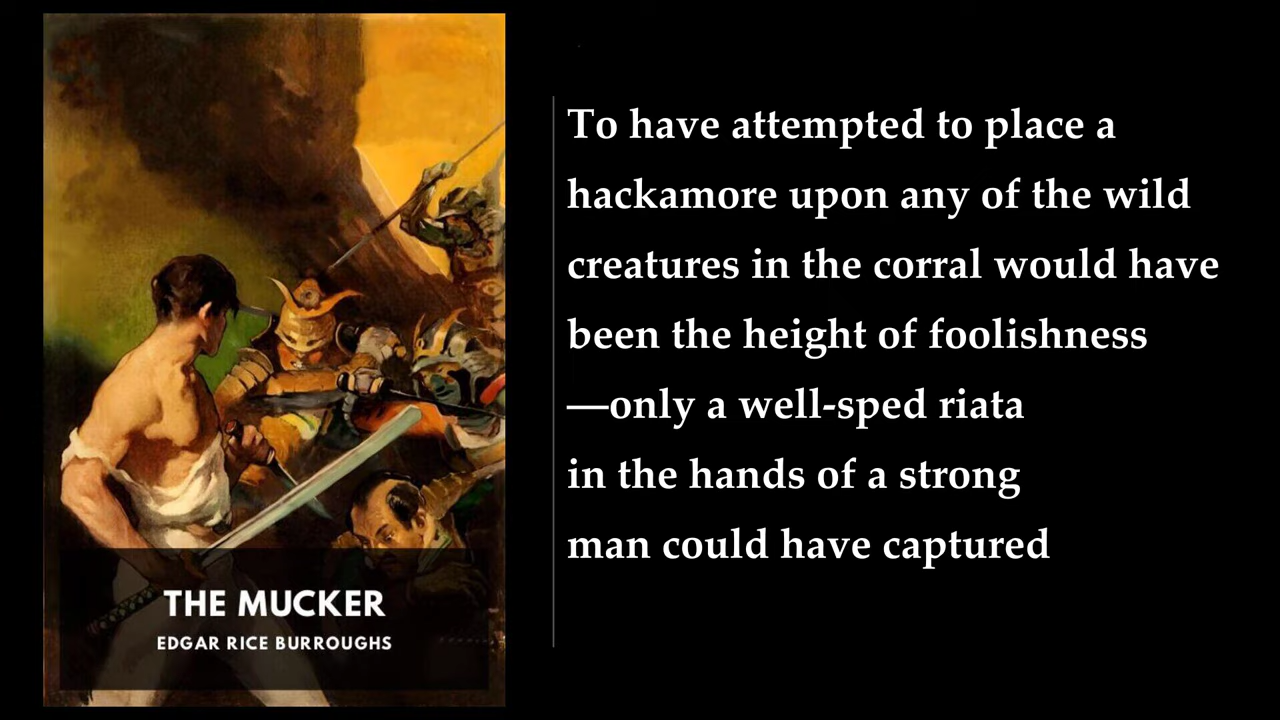 To have attempted to place a
hackamore upon any of the wild
creatures in the corral would have
been the height of foolishness
—only a well-sped riata
in the hands of a strong
man could have captured
THE MUCKER
EDGAR RICE BURROUGHS